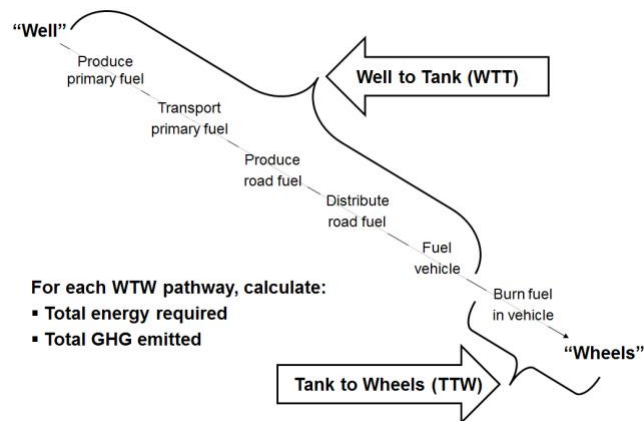 “Well”
Produce
primary fuel
Well to Tank (WTT)
Transport
primary fuel
Produce
road fuel
Distribute
road fuel
Fuel
vehicle
For each WTW pathway, calculate:
▪ Total energy required
▪ Total GHG emitted
Burn fuel
in vehicle
“Wheels”
Tank to Wheels (TTW)